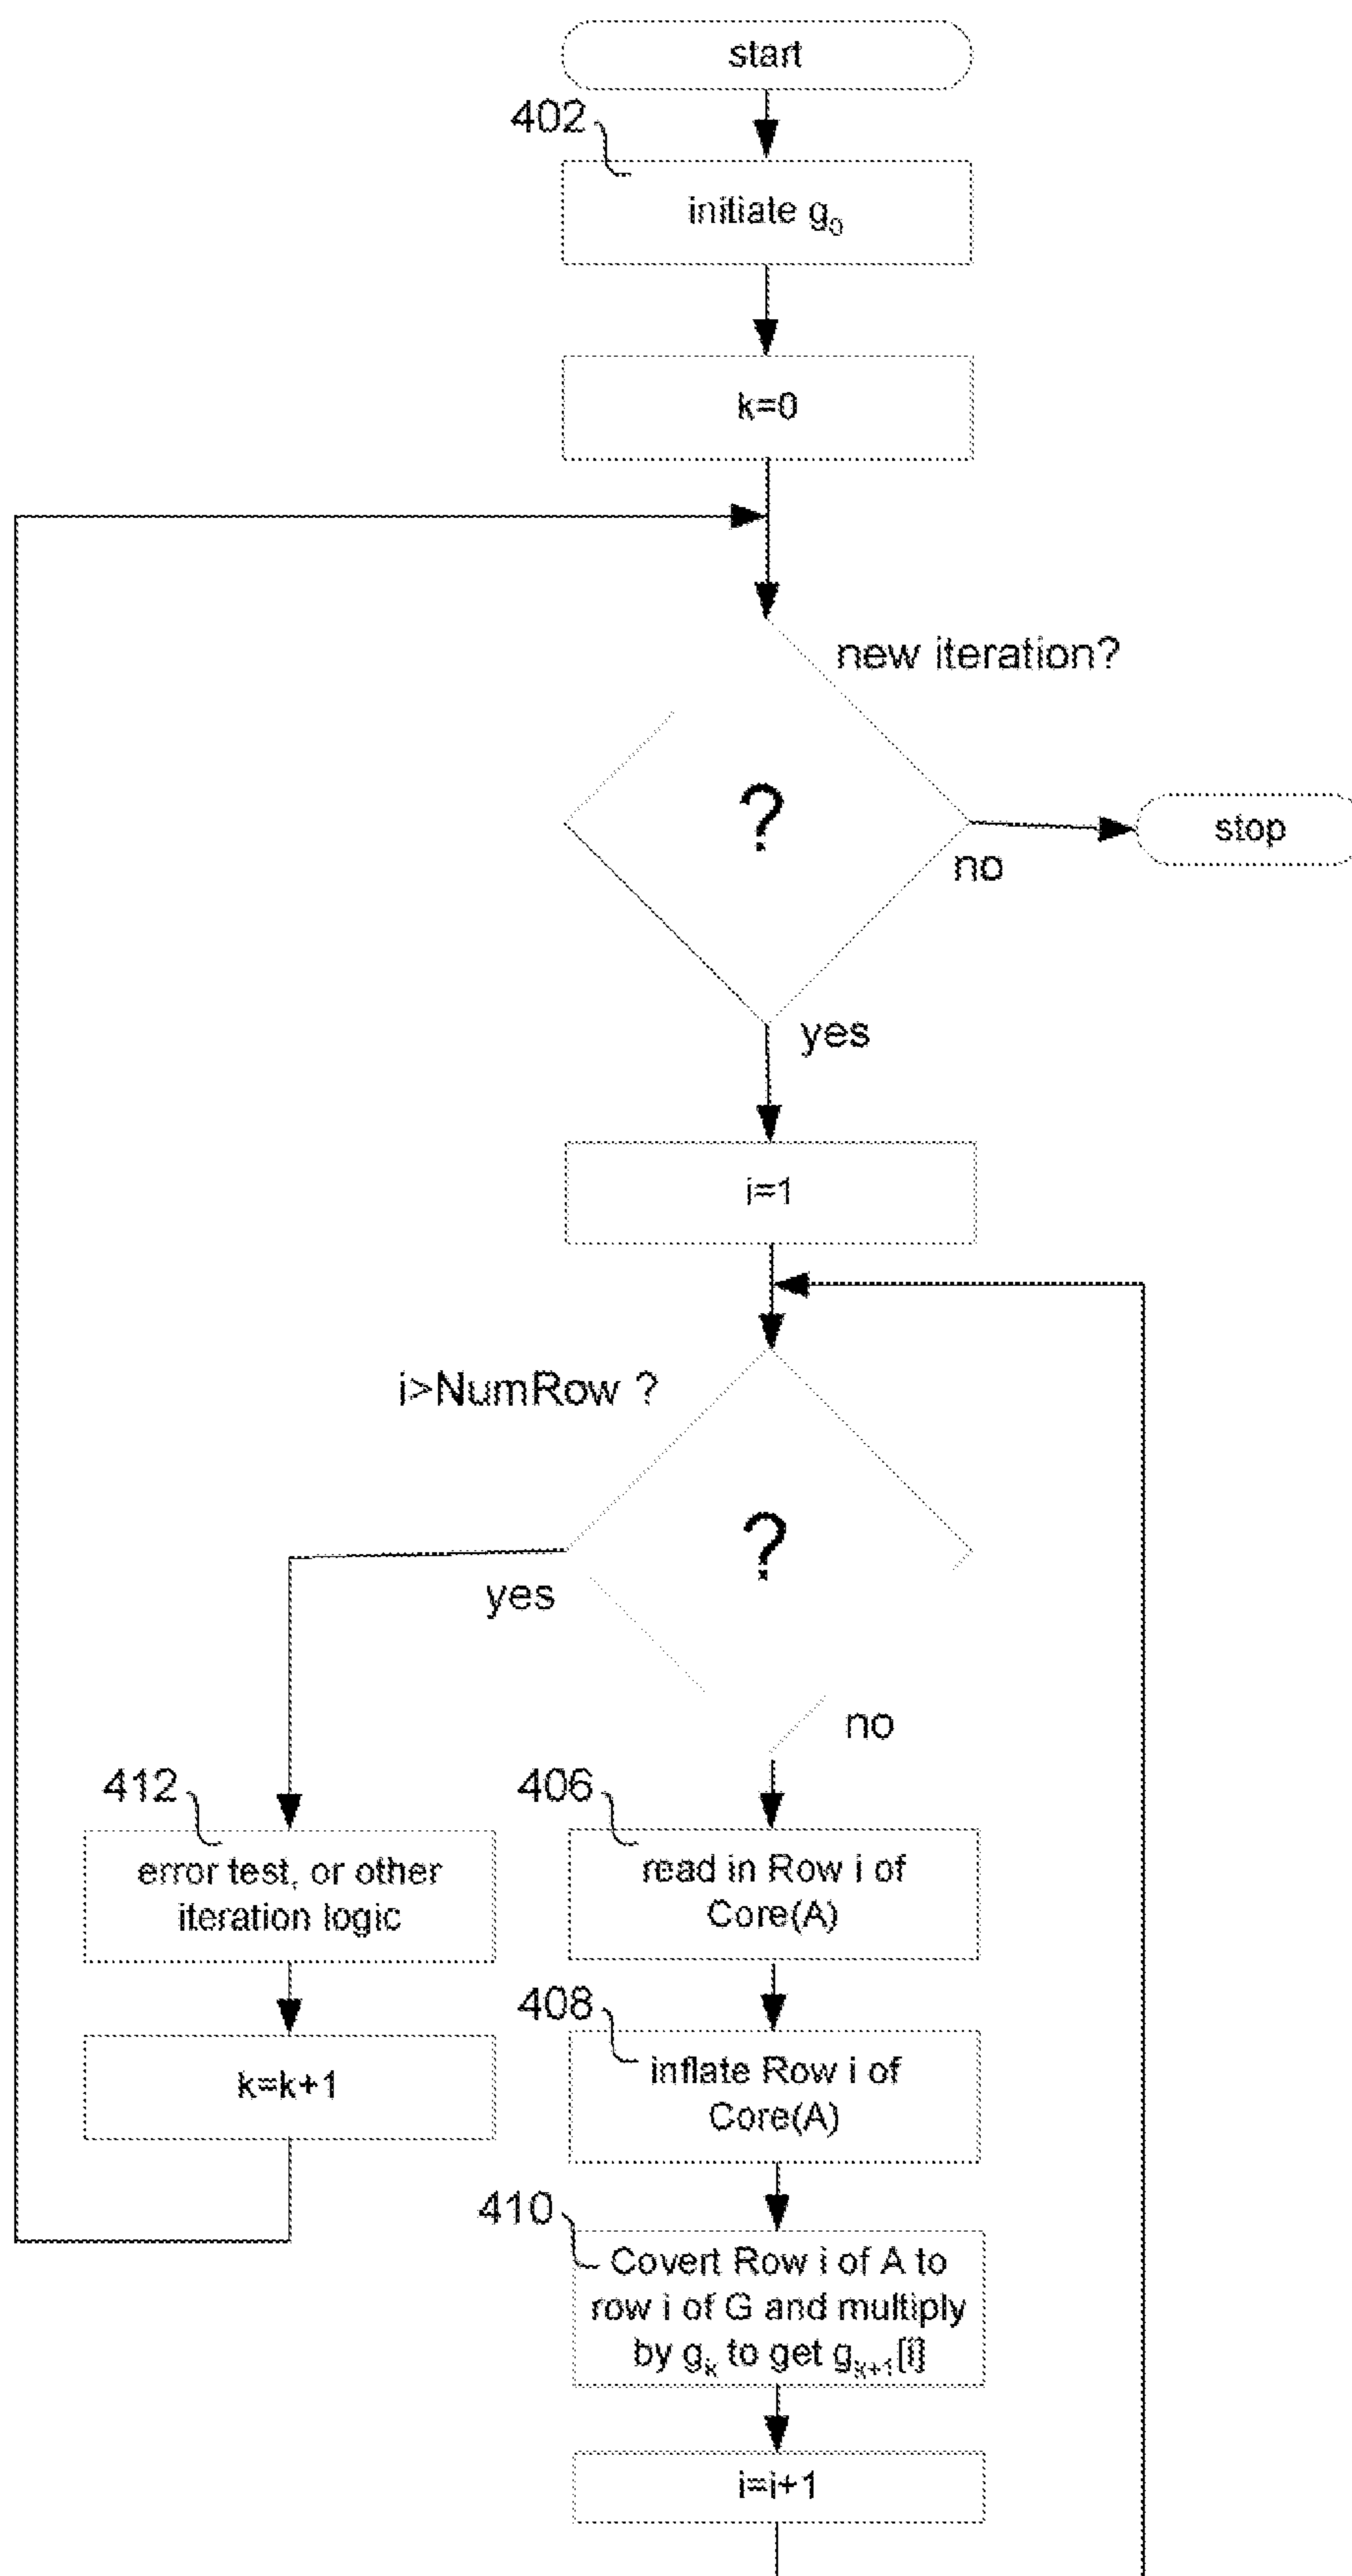 start
402
initiate g₀
k=0
new iteration?
?
no
stop
yes
i=1
i>NumRow ?
?
yes
no
412
error test, or other
iteration logic
k=k+1
406
read in Row i of
Core(A)
408
inflate Row i of
Core(A)
410
Covert Row i of A to
row i of G and multiply
by gₖ to get gₖ₊₁[i]
i=i+1